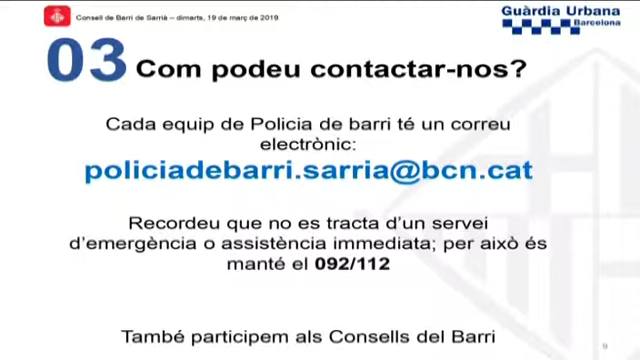 Consell de Barri de Sarrià – dimarts, 19 de març de 2019
Guàrdia Urbana
Barcelona
03 Com podeu contactar-nos?
Cada equip de Policia de barri té un correu
electrònic:
policiadebarri.sarria@bcn.cat
Recordeu que no es tracta d'un servei
d'emergència o assistència immediata; per això és
manté el 092/112
També participem als Consells del Barri
9